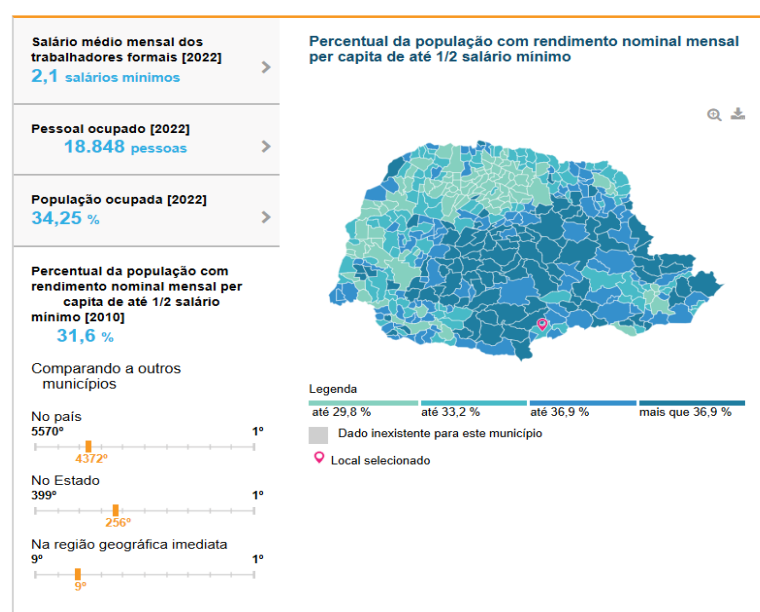 Salário médio mensal dos
trabalhadores formais [2022]
2,1 salários mínimos
Pessoal ocupado [2022]
18.848 pessoas
População ocupada [2022]
34,25 %
Percentual da população com
rendimento nominal mensal per
capita de até 1/2 salário
mínimo [2010]
31,6 %
Comparando a outros
municípios
No país
5570º 1º
4372º
No Estado
399º 1º
256º
Na região geográfica imediata
9º 1º
9º
Percentual da população com rendimento nominal mensal
per capita de até 1/2 salário mínimo
Legenda
até 29,8 % até 33,2 % até 36,9 % mais que 36,9 %
Dado inexistente para este município
Local selecionado